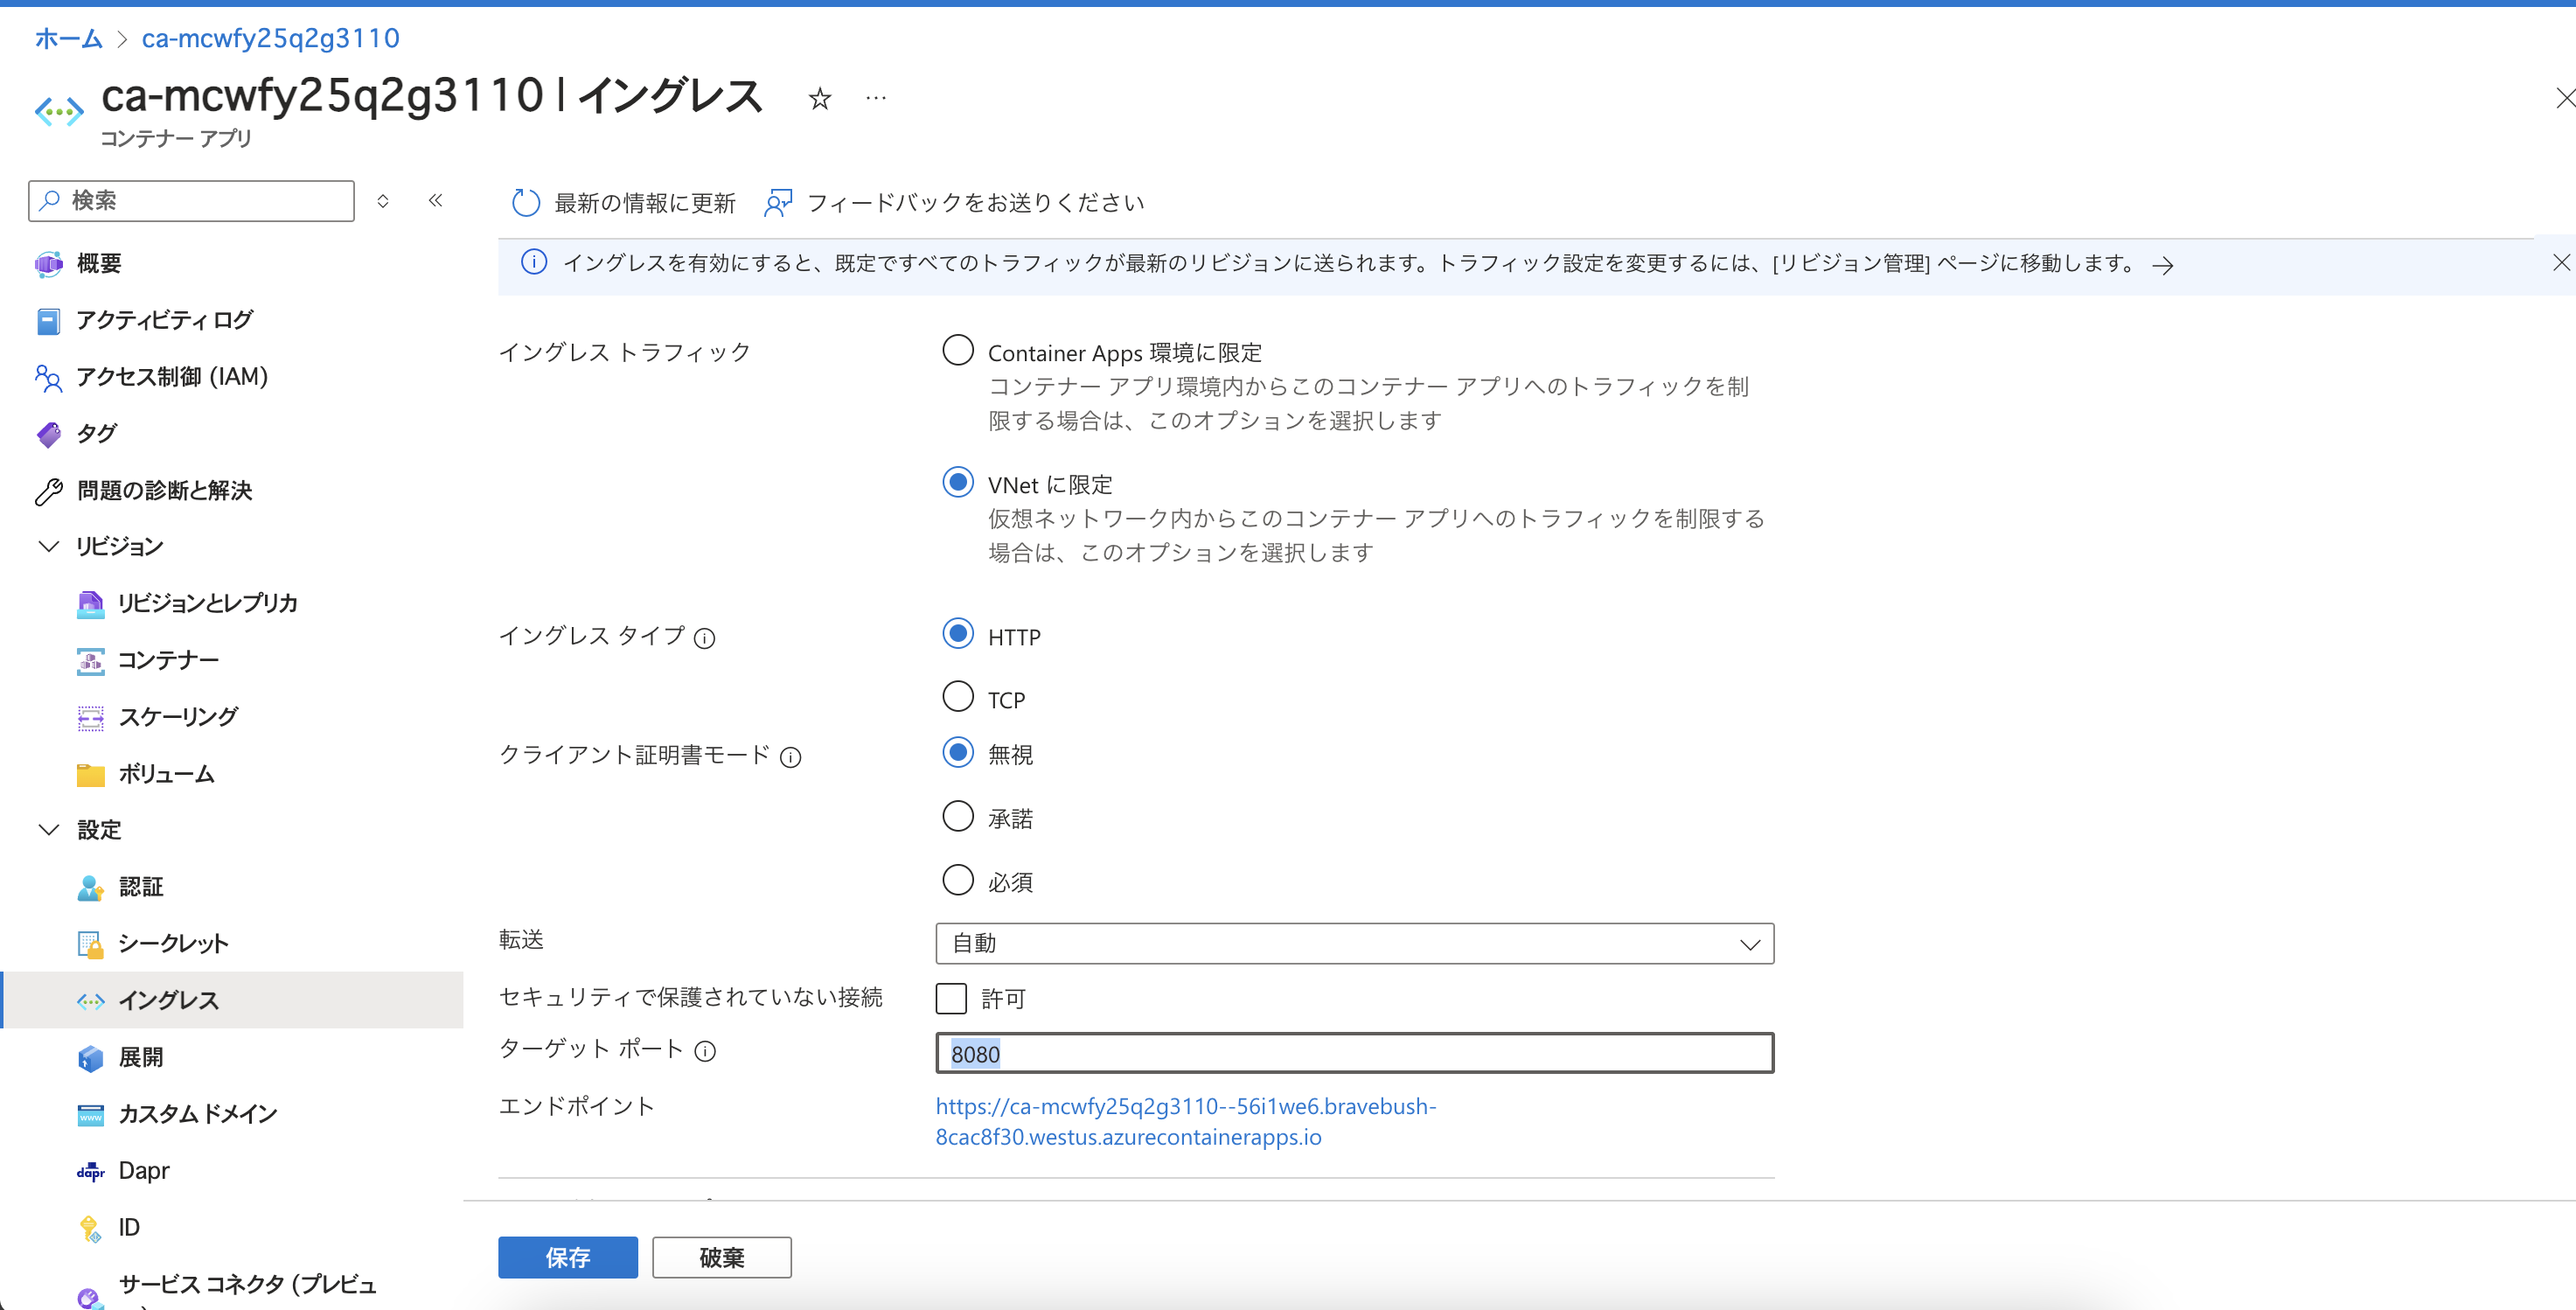 ホーム > ca-mcwfy25q2g3110
ca-mcwfy25q2g3110 | イングレス
コンテナー アプリ
検索
概要
アクティビティ ログ
アクセス制御 (IAM)
タグ
問題の診断と解決
リビジョン
リビジョンとレプリカ
コンテナー
スケーリング
ボリューム
設定
認証
シークレット
イングレス
展開
カスタム ドメイン
Dapr
ID
サービス コネクタ (プレビュ
最新の情報に更新
フィードバックをお送りください
イングレスを有効にすると、既定ですべてのトラフィックが最新のリビジョンに送られます。トラフィック設定を変更するには、[リビジョン管理] ページに移動します。 →
イングレス トラフィック
Container Apps 環境に限定
コンテナー アプリ環境内からこのコンテナー アプリへのトラフィックを制
限する場合は、このオプションを選択します
VNet に限定
仮想ネットワーク内からこのコンテナー アプリへのトラフィックを制限する
場合は、このオプションを選択します
イングレス タイプ
HTTP
TCP
クライアント証明書モード
無視
承諾
必須
転送
自動
セキュリティで保護されていない接続
許可
ターゲット ポート
8080
エンドポイント
https://ca-mcwfy25q2g3110--56i1we6.bravebush-
8cac8f30.westus.azurecontainerapps.io
保存
破棄